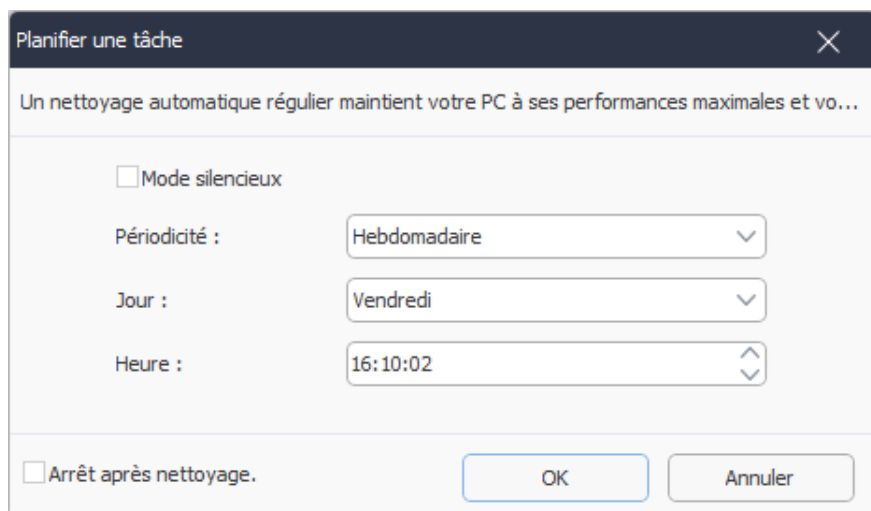 Planifier une tâche
Un nettoyage automatique régulier maintient votre PC à ses performances maximales et vo...
Mode silencieux
Périodicité : Hebdomadaire
Jour : Vendredi
Heure : 16:10:02
Arrêt après nettoyage. OK Annuler